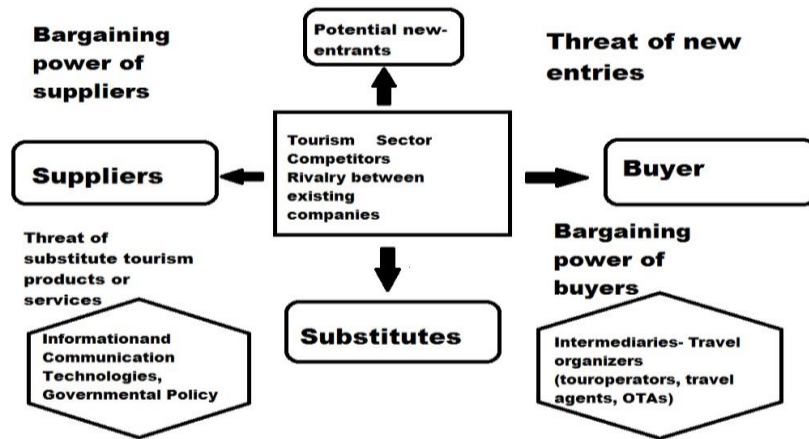 Bargaining
power of
suppliers
Potential new-
entrants
Threat of new
entries
Suppliers
Tourism Sector
Competitors
Rivalry between
existing
companies
Buyer
Threat of
substitute tourism
products or
services
Bargaining
power of
buyers
Substitutes
Informationand
Communication
Technologies,
Governmental Policy
Intermediaries- Travel
organizers
(touroperators, travel
agents, OTAs)